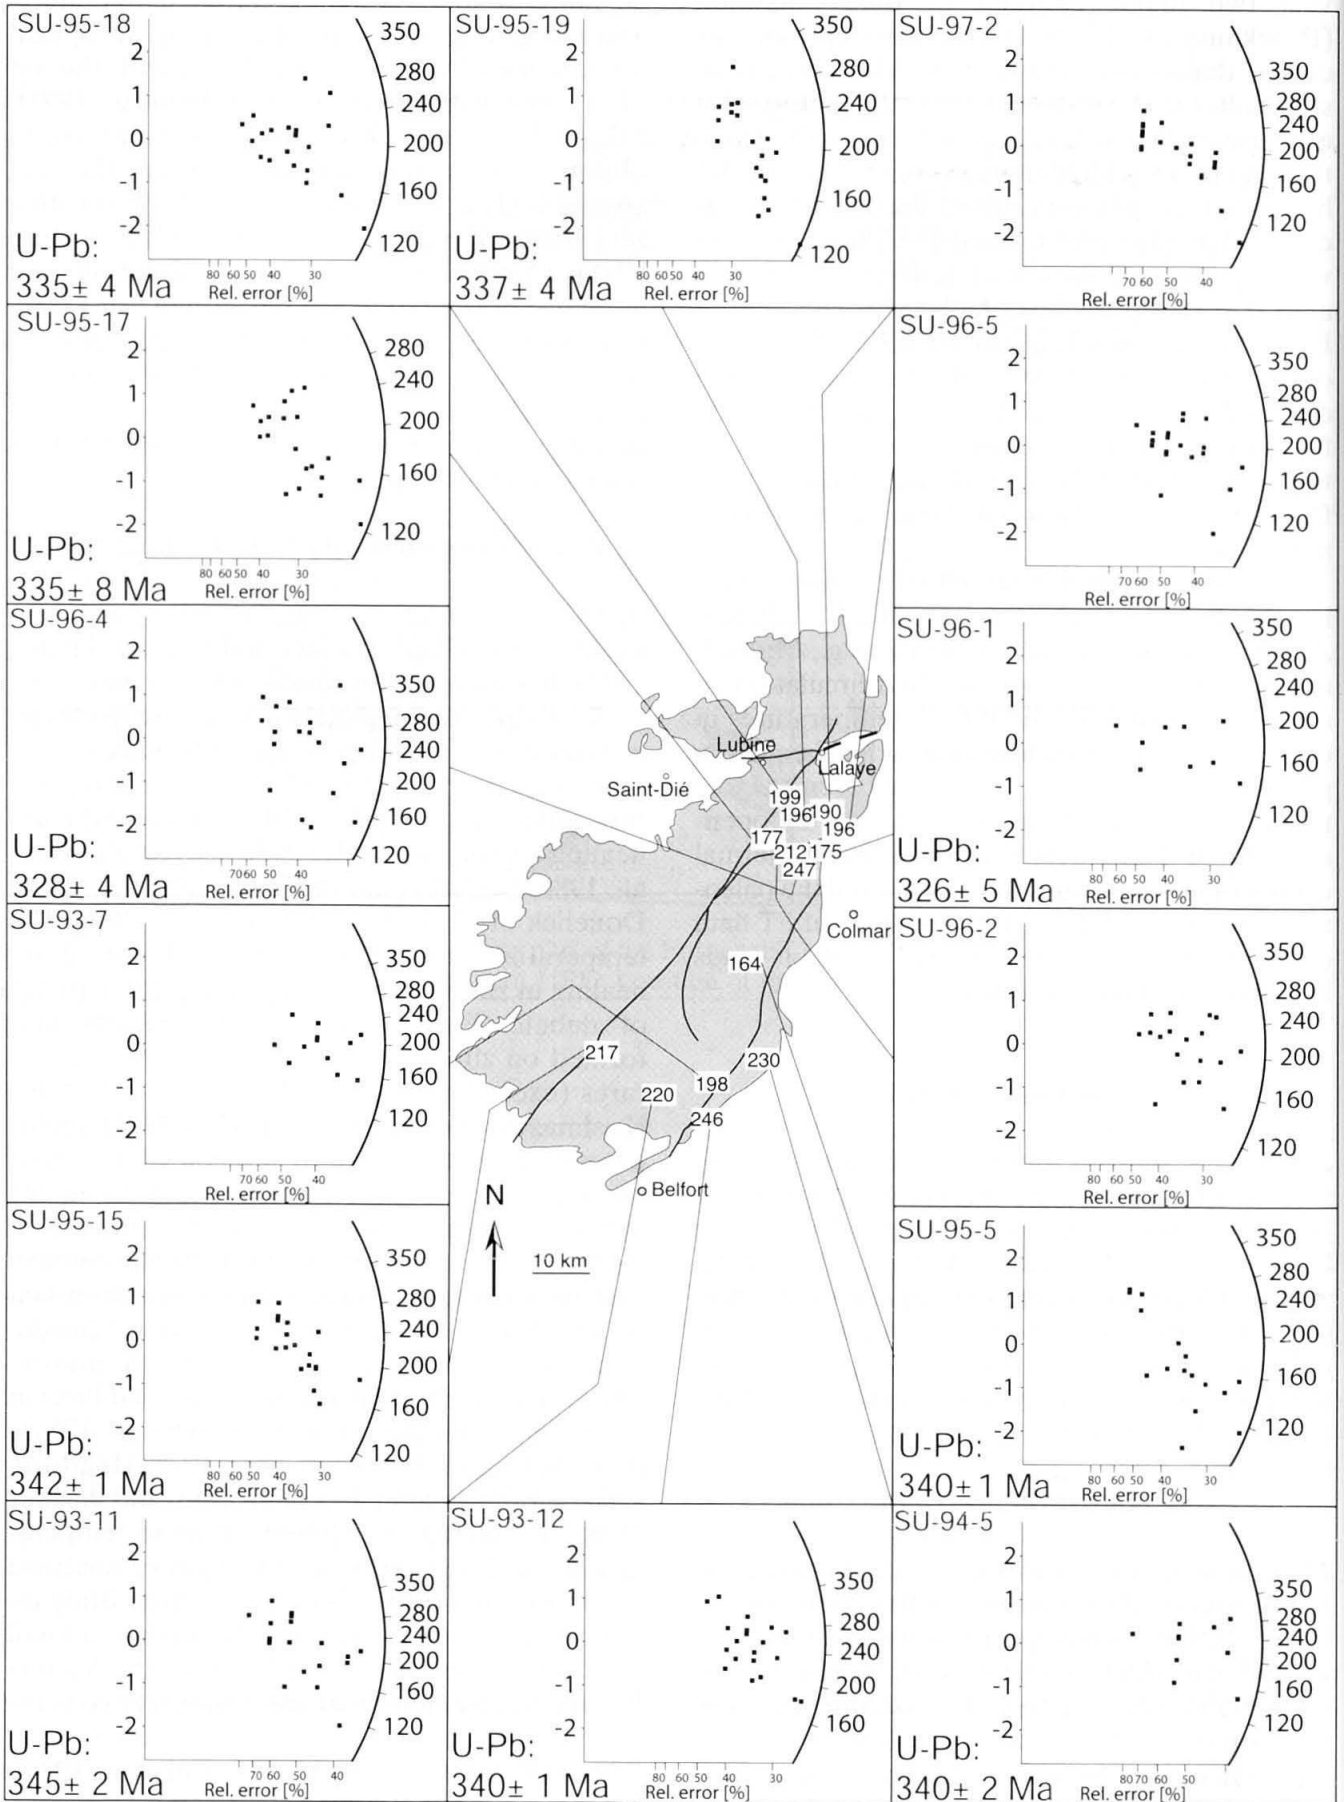 SU-95-18
2
1
0
-1
-2
350
280
240
200
160
120
U-Pb:
335± 4 Ma
80 60 50 40 30
Rel. error [%]
SU-95-19
2
1
0
-1
-2
350
280
240
200
160
120
U-Pb:
337± 4 Ma
80 60 50 40 30
Rel. error [%]
SU-97-2
2
1
0
-1
-2
350
280
240
200
160
120
70 60 50 40
Rel. error [%]
SU-95-17
2
1
0
-1
-2
280
240
200
160
120
U-Pb:
335± 8 Ma
80 60 50 40 30
Rel. error [%]
SU-96-5
2
1
0
-1
-2
350
280
240
200
160
120
70 60 50 40
Rel. error [%]
SU-96-4
2
1
0
-1
-2
350
280
240
200
160
120
U-Pb:
328± 4 Ma
70 60 50 40
Rel. error [%]
SU-96-1
2
1
0
-1
-2
350
280
240
200
160
120
U-Pb:
326± 5 Ma
80 60 50 40 30
Rel. error [%]
Lubine
Lalaye
Saint-Dié
199
196 190
196
177
212 175
247
Colmar
164
217
230
198
220
246
Belfort
N
10 km
SU-93-7
2
1
0
-1
-2
350
280
240
200
160
120
70 60 50 40
Rel. error [%]
SU-96-2
2
1
0
-1
-2
350
280
240
200
160
120
80 60 50 40 30
Rel. error [%]
SU-95-15
2
1
0
-1
-2
350
280
240
200
160
120
U-Pb:
342± 1 Ma
80 60 50 40 30
Rel. error [%]
SU-95-5
2
1
0
-1
-2
350
280
240
200
160
120
U-Pb:
340± 1 Ma
80 60 50 40 30
Rel. error [%]
SU-93-11
2
1
0
-1
-2
350
280
240
200
160
120
U-Pb:
345± 2 Ma
70 60 50 40
Rel. error [%]
SU-93-12
2
1
0
-1
-2
350
280
240
200
160
U-Pb:
340± 1 Ma
80 60 50 40 30
Rel. error [%]
SU-94-5
2
1
0
-1
-2
350
280
240
200
160
120
U-Pb:
340± 2 Ma
80 70 60 50
Rel. error [%]